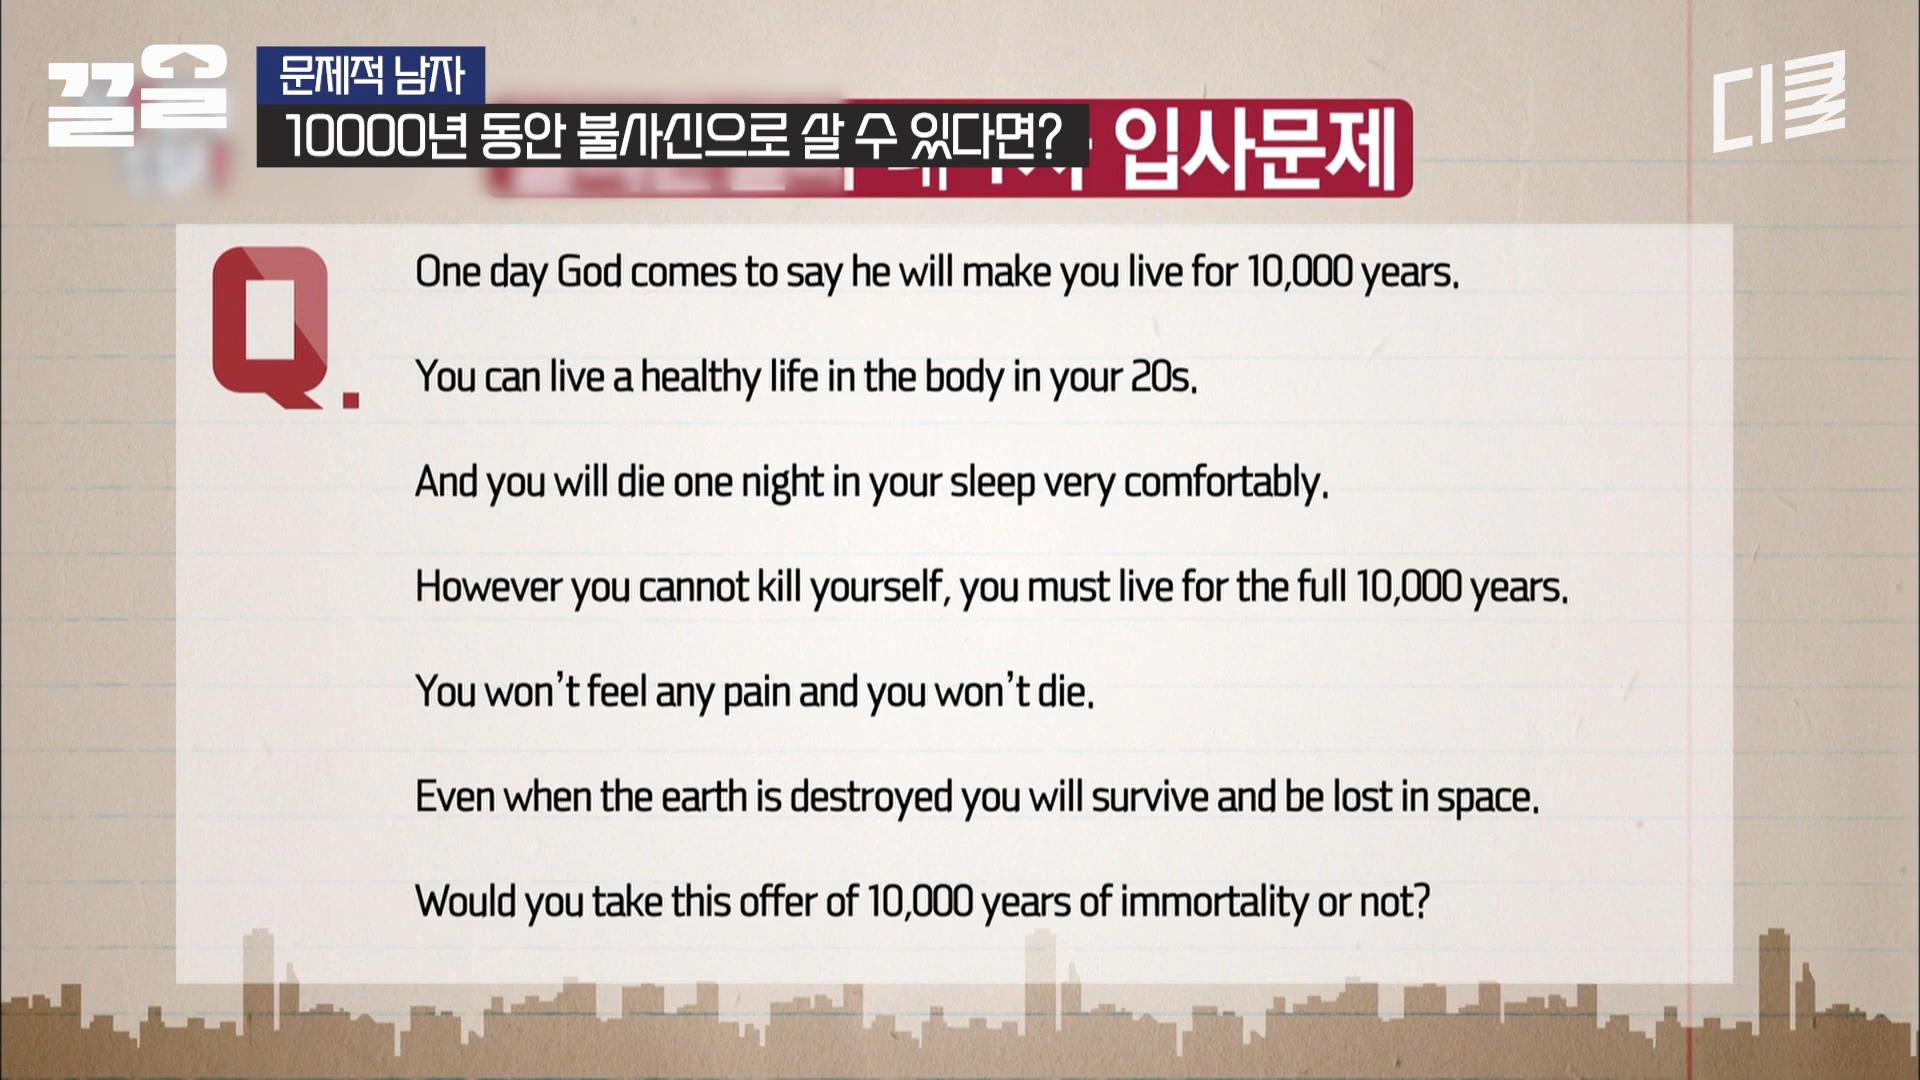 끌올
문제적 남자
디글
10000년 동안 불사신으로 살 수 있다면?
입사문제
Q.
One day God comes to say he will make you live for 10,000 years.
You can live a healthy life in the body in your 20s.
And you will die one night in your sleep very comfortably.
However you cannot kill yourself, you must live for the full 10,000 years.
You won't feel any pain and you won't die.
Even when the earth is destroyed you will survive and be lost in space.
Would you take this offer of 10,000 years of immortality or not?